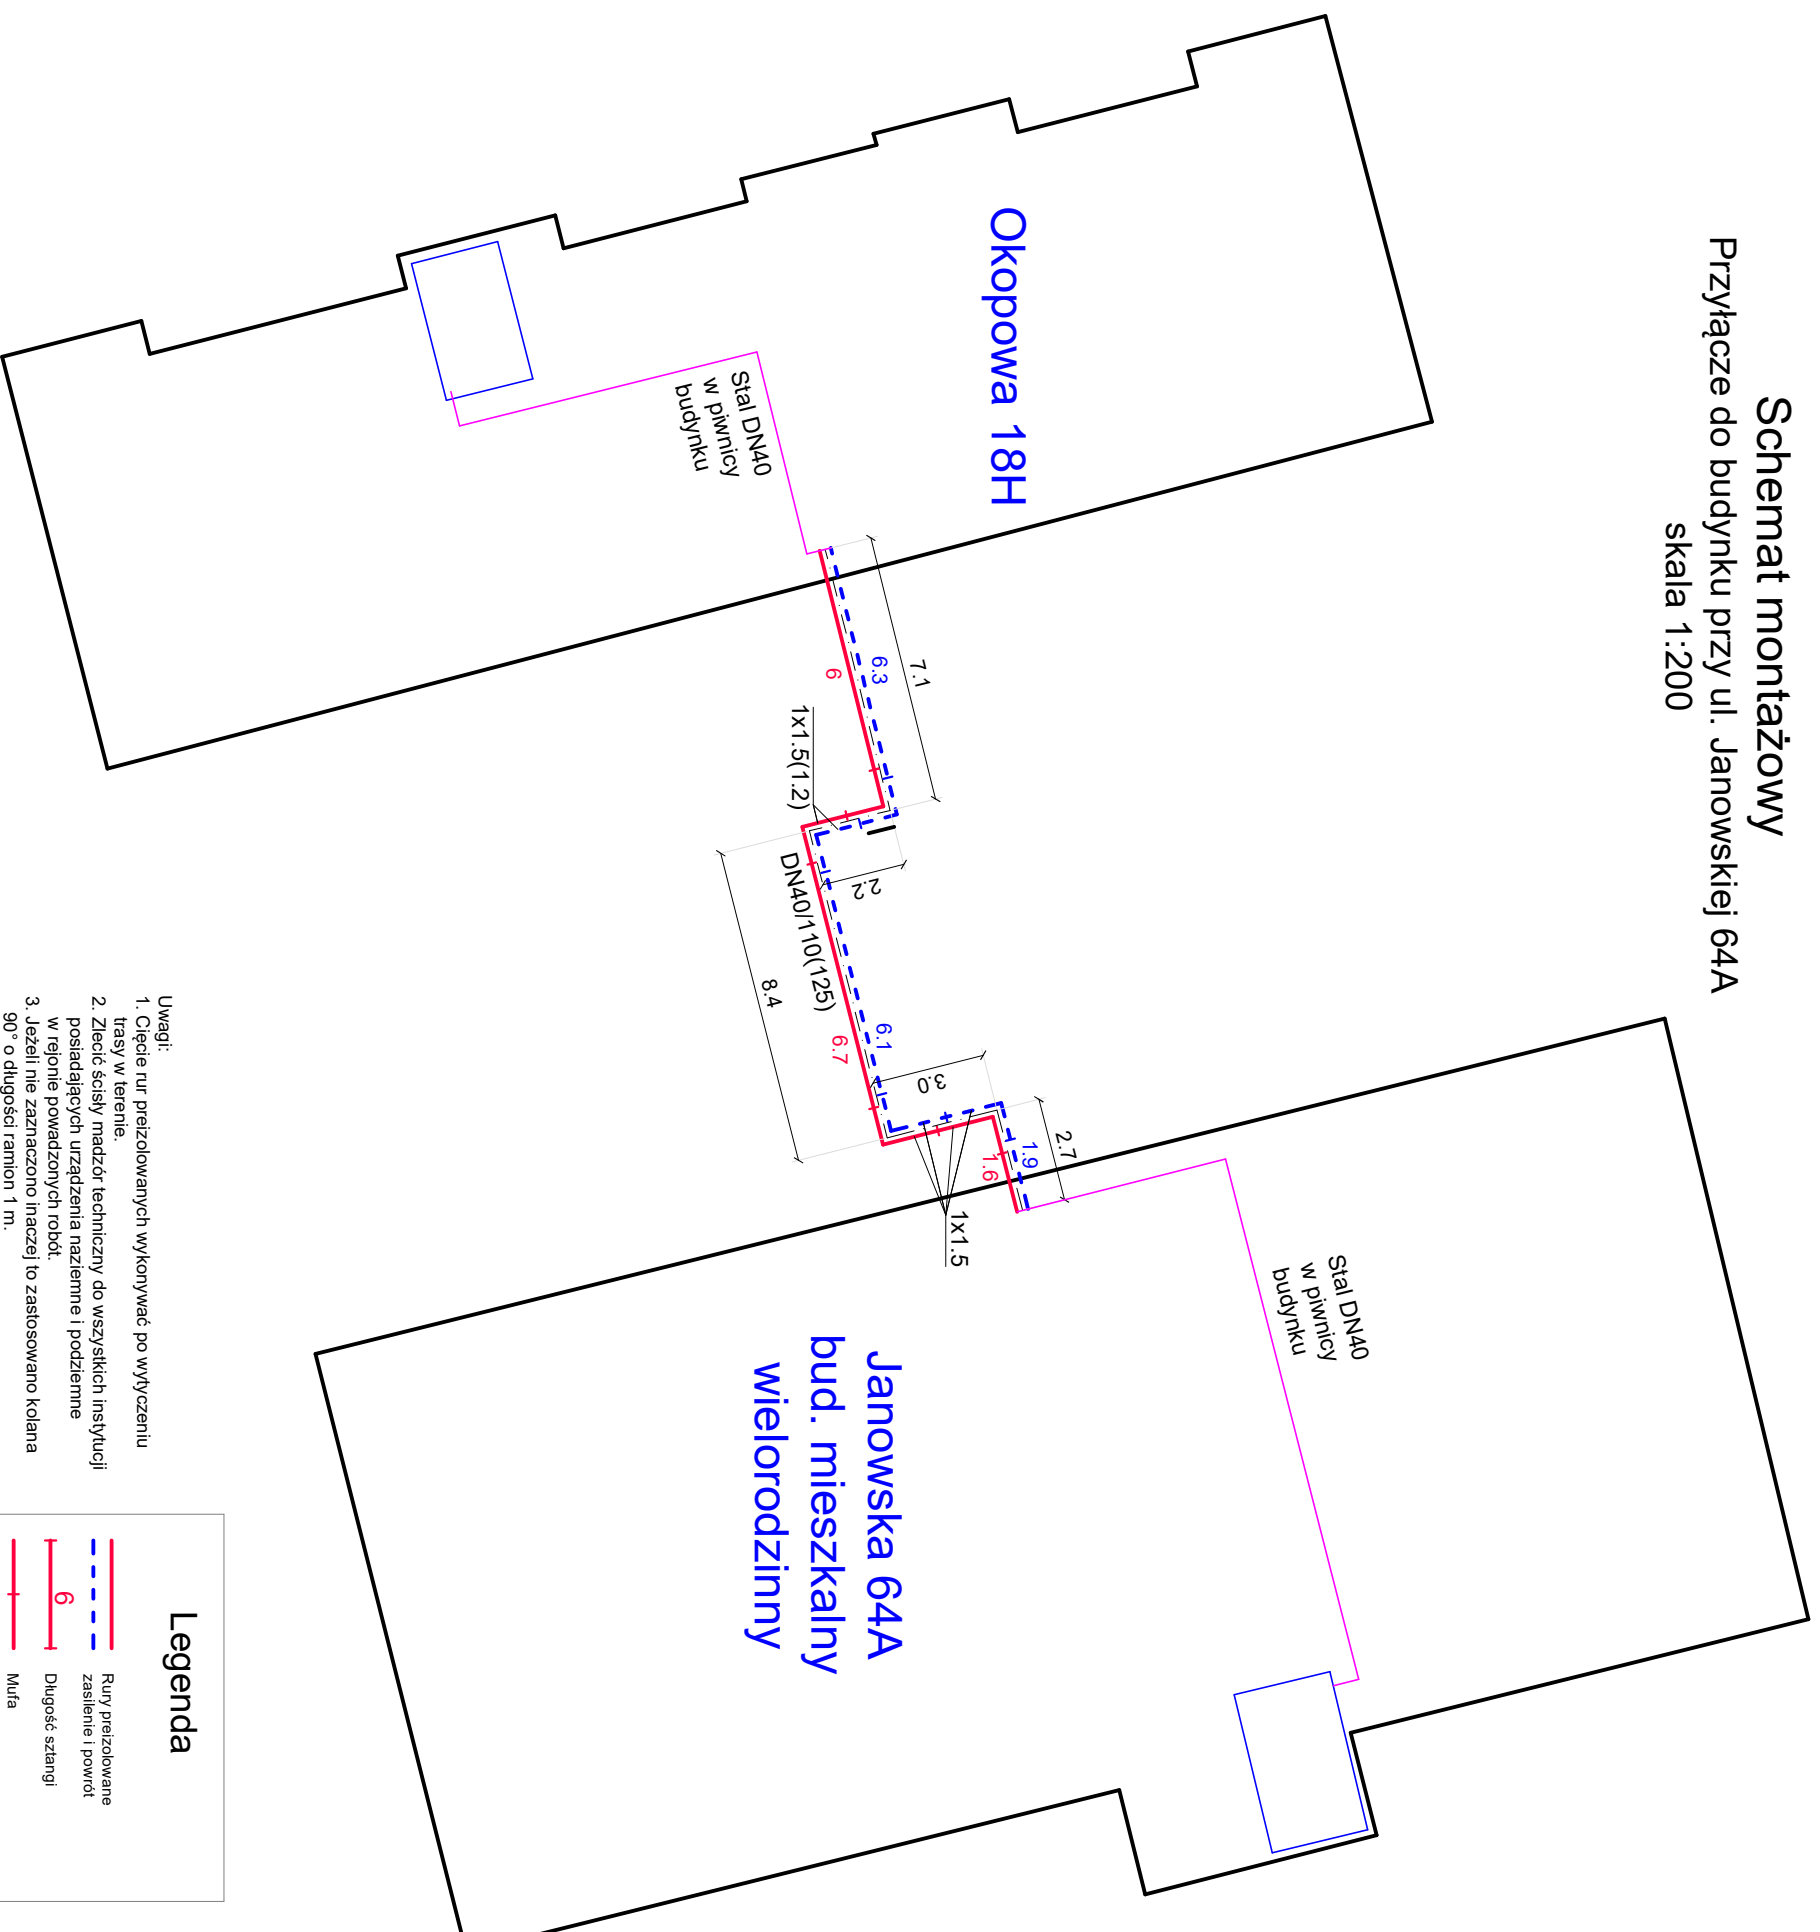 Schemat montażowy
Przyłącze do budynku przy ul. Janowskiej 64A
skala 1:200
Okopowa 18H
Stal DN40
w piwnicy
budynku
7.1
6.3
6
1x1.5(1.2)
2.2
DN40/110(125)
8.4
6.1
6.7
3.0
2.7
1.9
1.6
1x1.5
Stal DN40
w piwnicy
budynku
Janowska 64A
bud. mieszkalny
wielorodzinny
Uwagi:
1. Cięcie rur preizolowanych wykonywać po wytyczeniu
trasy w terenie.
2. Zlecić ścisły madzór techniczny do wszystkich instytucji
posiadających urządzenia naziemne i podziemne
w rejonie powadzonych robót.
3. Jeżeli nie zaznaczono inaczej to zastosowano kolana
90° o długości ramion 1 m.
Legenda
Rury preizolowane
zasilenie i powrót
6
Długość sztangi
Mufa